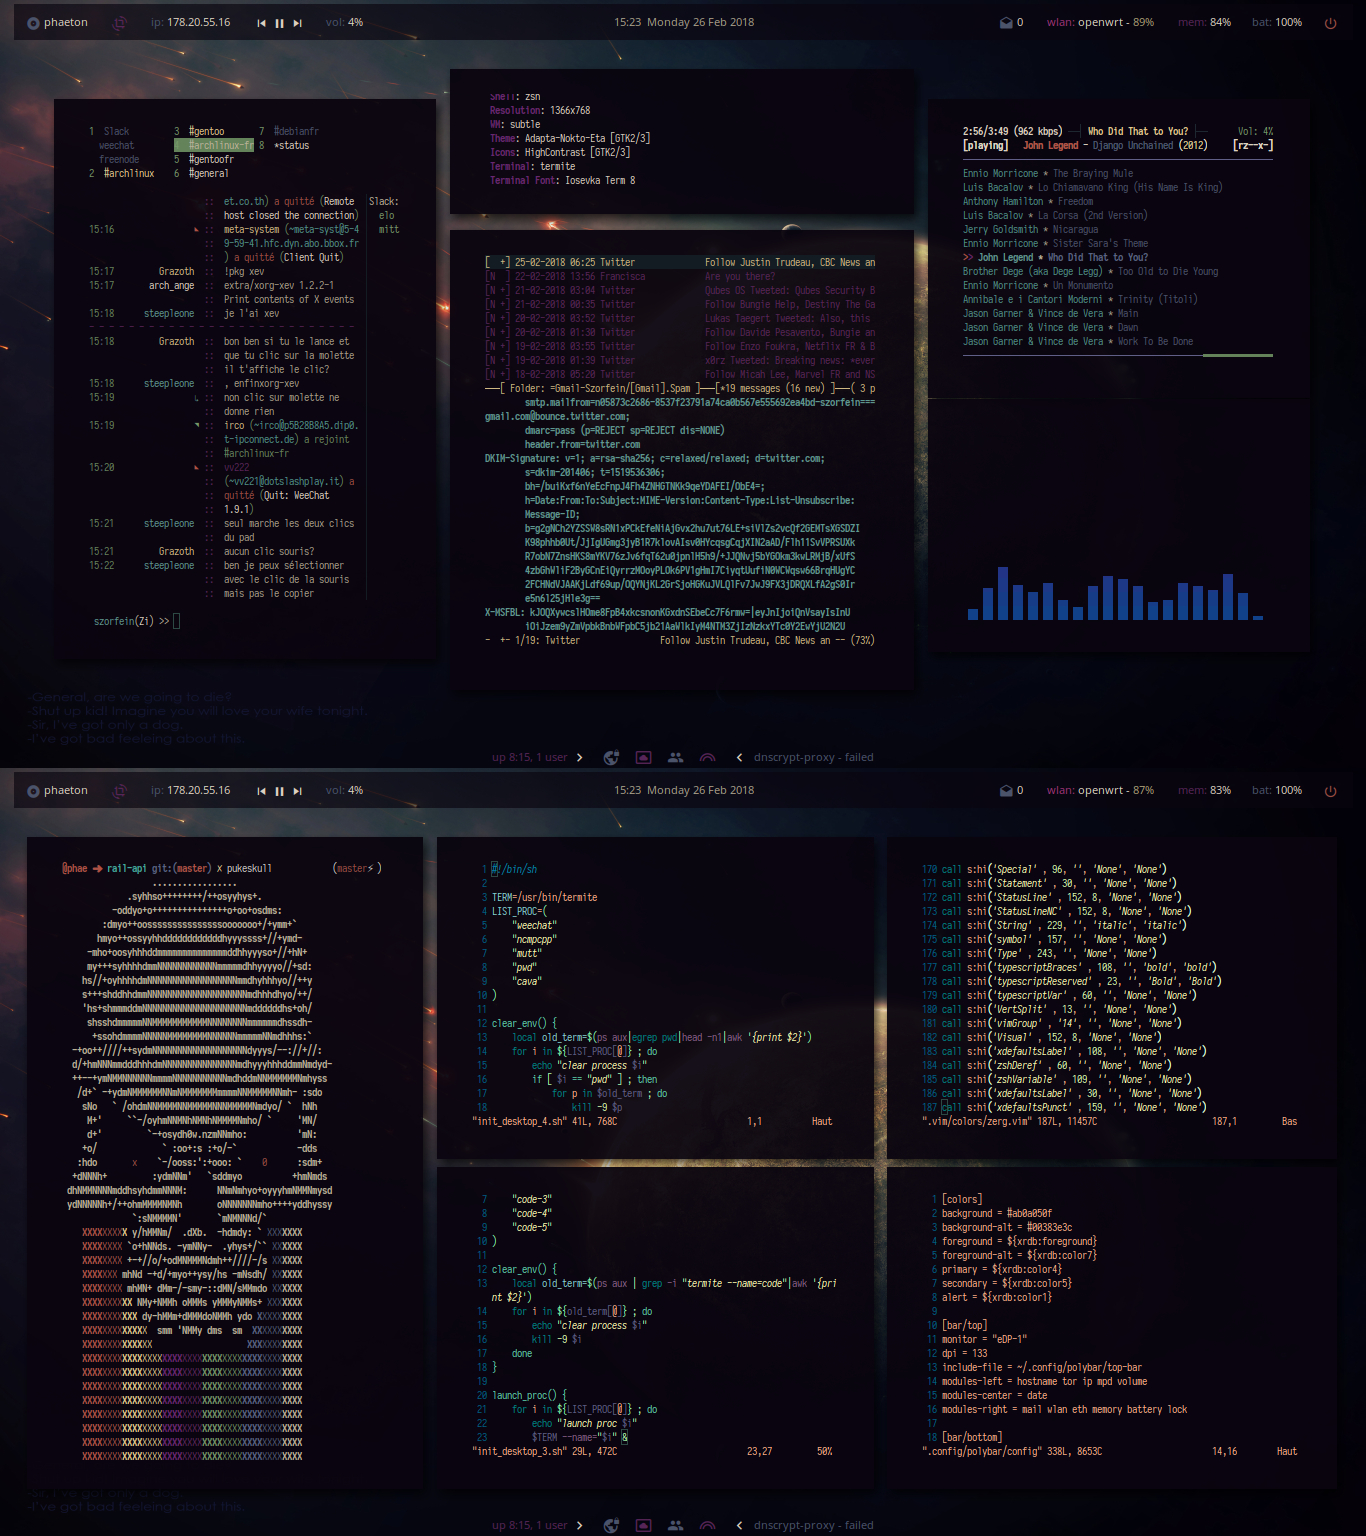 phaeton ip: 178.20.55.16 vol: 4% 15:23 Monday 26 Feb 2018 0 wlan: openwrt - 89% mem: 84% bat: 100%
1 Slack 3 #gentoo 7 #debianfr
weechat 4 #archlinux-fr 8 *status
freenode 5 #gentoofr
2 #archlinux 6 #general
:: et.co.th) a quitté (Remote Slack:
:: host closed the connection) elo
15:16 :: meta-system (~meta-syst@5-4 mitt
:: 9-59-41.hfc.dyn.abo.bbox.fr
:: ) a quitté (Client Quit)
15:17 Grazoth :: !pkg xev
15:17 arch_ange :: extra/xorg-xev 1.2.2-1
:: Print contents of X events
15:18 steepleone :: je l'ai xev
15:18 Grazoth :: bon ben si tu le lance et
:: que tu clic sur la molette
:: il t'affiche le clic?
15:18 steepleone :: , enfinxorg-xev
15:19 :: non clic sur molette ne
:: donne rien
15:19 :: irco (~irco@p5B28B8A5.dip0.
:: t-ipconnect.de) a rejoint
:: #archlinux-fr
15:20 :: vv222
:: (~vv221@dotslashplay.it) a
:: quitté (Quit: WeeChat
:: 1.9.1)
15:21 steepleone :: seul marche les deux clics
:: du pad
15:21 Grazoth :: aucun clic souris?
15:22 steepleone :: ben je peux sélectionner
:: avec le clic de la souris
:: mais pas le copier
szorfein(Zi) >>
Shell: zsn
Resolution: 1366x768
WM: subtle
Theme: Adapta-Nokto-Eta [GTK2/3]
Icons: HighContrast [GTK2/3]
Terminal: termite
Terminal Font: Iosevka Term 8
[ +] 25-02-2018 06:25 Twitter Follow Justin Trudeau, CBC News an
[N ] 22-02-2018 13:56 Francisca Are you there?
[N +] 21-02-2018 03:04 Twitter Qubes OS Tweeted: Qubes Security B
[N +] 21-02-2018 00:35 Twitter Follow Bungie Help, Destiny The Ga
[N +] 20-02-2018 03:52 Twitter Lukas Taegert Tweeted: Also, this
[N +] 20-02-2018 01:30 Twitter Follow Davide Pesavento, Bungie an
[N +] 19-02-2018 03:55 Twitter Follow Enzo Foukra, Netflix FR & B
[N +] 19-02-2018 01:39 Twitter x0rz Tweeted: Breaking news: *ever
[N +] 18-02-2018 05:20 Twitter Follow Micah Lee, Marvel FR and NS
───[ Folder: =Gmail-Szorfein/[Gmail].Spam ]───[*19 messages (16 new) ]───( 3 p
smtp.mailfrom=n05873c2686-8537f23791a74ca0b567e555692ea4bd-szorfein===
gmail.com@bounce.twitter.com;
dmarc=pass (p=REJECT sp=REJECT dis=NONE)
header.from=twitter.com
DKIM-Signature: v=1; a=rsa-sha256; c=relaxed/relaxed; d=twitter.com;
s=dkim-201406; t=1519536306;
h=Date:From:To:Subject:MIME-Version:Content-Type:List-Unsubscribe:
Message-ID;
e5n6l25jHle3g==
- +- 1/19: Twitter Follow Justin Trudeau, CBC News an -- (73%)
2:56/3:49 (962 kbps) Who Did That to You? Vol: 4%
[playing] John Legend - Django Unchained (2012) [rz--x-]
Ennio Morricone * The Braying Mule
Luis Bacalov * Lo Chiamavano King (His Name Is King)
Anthony Hamilton * Freedom
Luis Bacalov * La Corsa (2nd Version)
Jerry Goldsmith * Nicaragua
Ennio Morricone * Sister Sara's Theme
>> John Legend * Who Did That to You?
Brother Dege (aka Dege Legg) * Too Old to Die Young
Ennio Morricone * Un Monumento
Annibale e i Cantori Moderni * Trinity (Titoli)
Jason Garner & Vince de Vera * Main
Jason Garner & Vince de Vera * Dawn
Jason Garner & Vince de Vera * Work To Be Done
-General, are we going to die?
-Shut up kid! Imagine you will love your wife tonight.
-Sir, I've got only a dog.
-I've got bad feeleing about this.
up 8:15, 1 user dnscrypt-proxy - failed
phaeton ip: 178.20.55.16 vol: 4% 15:23 Monday 26 Feb 2018 0 wlan: openwrt - 87% mem: 83% bat: 100%
@phae ➜ rail-api git:(master) x pukeskull (master⚡)
1 #!/bin/sh
2
3 TERM=/usr/bin/termite
4 LIST_PROC=(
5 "weechat"
6 "ncmpcpp"
7 "mutt"
8 "pwd"
9 "cava"
10 )
11
12 clear_env() {
13 local old_term=$(ps aux|egrep pwd|head -n1|awk '{print $2}')
14 for i in ${LIST_PROC[@]} ; do
15 echo "clear process $i"
16 if [ $i == "pwd" ] ; then
17 for p in $old_term ; do
18 kill -9 $p
"init_desktop_4.sh" 41L, 768C 1,1 Haut
170 call s:hi('Special' , 96, '', 'None', 'None')
171 call s:hi('Statement' , 30, '', 'None', 'None')
172 call s:hi('StatusLine' , 152, 8, 'None', 'None')
173 call s:hi('StatusLineNC' , 152, 8, 'None', 'None')
174 call s:hi('String' , 229, '', 'italic', 'italic')
175 call s:hi('symbol' , 157, '', 'None', 'None')
176 call s:hi('Type' , 243, '', 'None', 'None')
177 call s:hi('typescriptBraces' , 108, '', 'bold', 'bold')
178 call s:hi('typescriptReserved' , 23, '', 'Bold', 'Bold')
179 call s:hi('typescriptVar' , 60, '', 'None', 'None')
180 call s:hi('VertSplit' , 13, '', 'None', 'None')
181 call s:hi('vimGroup' , '14', '', 'None', 'None')
182 call s:hi('Visual' , 152, 8, 'None', 'None')
183 call s:hi('xdefaultsLabel' , 108, '', 'None', 'None')
184 call s:hi('zshDeref' , 60, '', 'None', 'None')
185 call s:hi('zshVariable' , 109, '', 'None', 'None')
186 call s:hi('xdefaultsLabel' , 30, '', 'None', 'None')
187 call s:hi('xdefaultsPunct' , 159, '', 'None', 'None')
".vim/colors/zerg.vim" 187L, 11457C 187,1 Bas
7 "code-3"
8 "code-4"
9 "code-5"
10 )
11
12 clear_env() {
13 local old_term=$(ps aux | grep -i "termite --name=code"|awk '{pri
nt $2}')
14 for i in ${old_term[@]} ; do
15 echo "clear process $i"
16 kill -9 $i
17 done
18 }
19
20 launch_proc() {
21 for i in ${LIST_PROC[@]} ; do
22 echo "launch proc $i"
23 $TERM --name="$i" &
"init_desktop_3.sh" 29L, 472C 23,27 50%
1 [colors]
2 background = #ab0a050f
3 background-alt = #00383e3c
4 foreground = ${xrdb:foreground}
5 foreground-alt = ${xrdb:color7}
6 primary = ${xrdb:color4}
7 secondary = ${xrdb:color5}
8 alert = ${xrdb:color1}
9
10 [bar/top]
11 monitor = "eDP-1"
12 dpi = 133
13 include-file = ~/.config/polybar/top-bar
14 modules-left = hostname tor ip mpd volume
15 modules-center = date
16 modules-right = mail wlan eth memory battery lock
17
18 [bar/bottom]
".config/polybar/config" 338L, 8653C 14,16 Haut
-Sir, I've got only a dog.
-I've got bad feeleing about this.
up 8:15, 1 user dnscrypt-proxy - failed